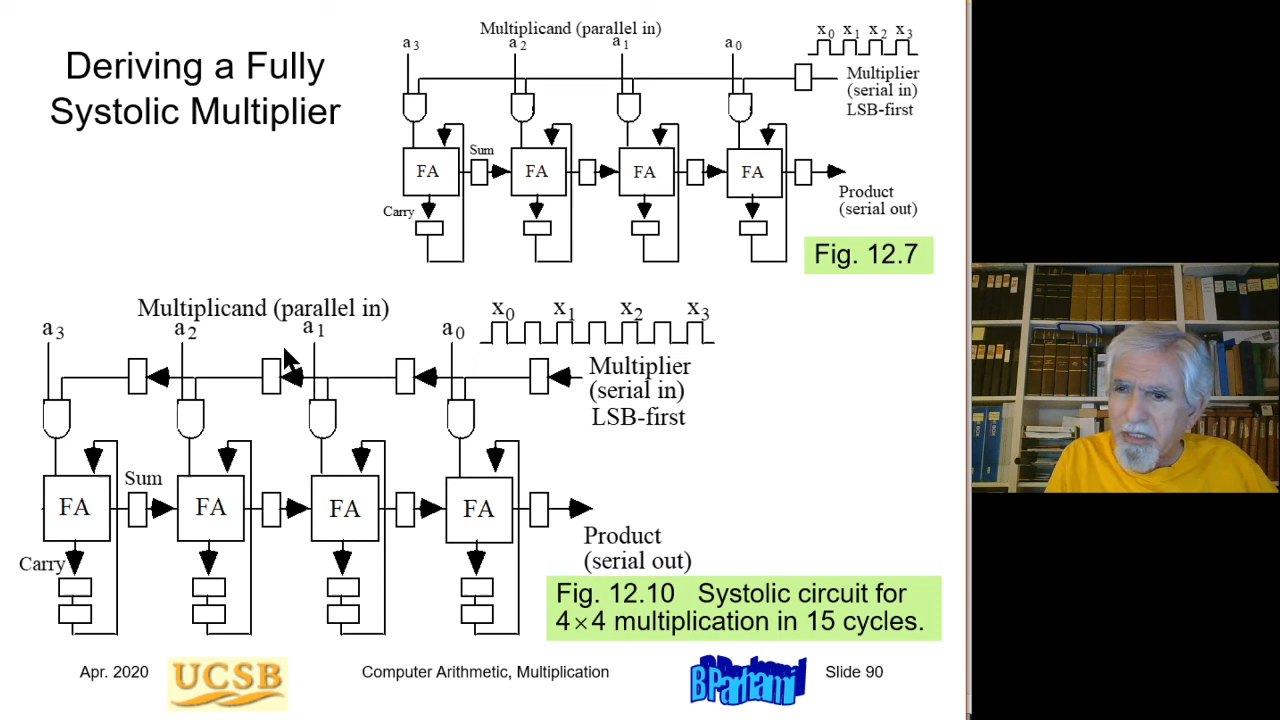 Deriving a Fully
Systolic Multiplier
Multiplicand (parallel in)
a3 a2 a1 a0
x0 x1 x2 x3
Multiplier
(serial in)
LSB-first
Sum
FA FA FA FA
Carry
Product
(serial out)
Fig. 12.7
Multiplicand (parallel in)
a3 a2 a1 a0
x0 x1 x2 x3
Multiplier
(serial in)
LSB-first
Sum
FA FA FA FA
Carry
Product
(serial out)
Fig. 12.10 Systolic circuit for
4×4 multiplication in 15 cycles.
Apr. 2020
UCSB
Computer Arithmetic, Multiplication
B Parhami
Slide 90